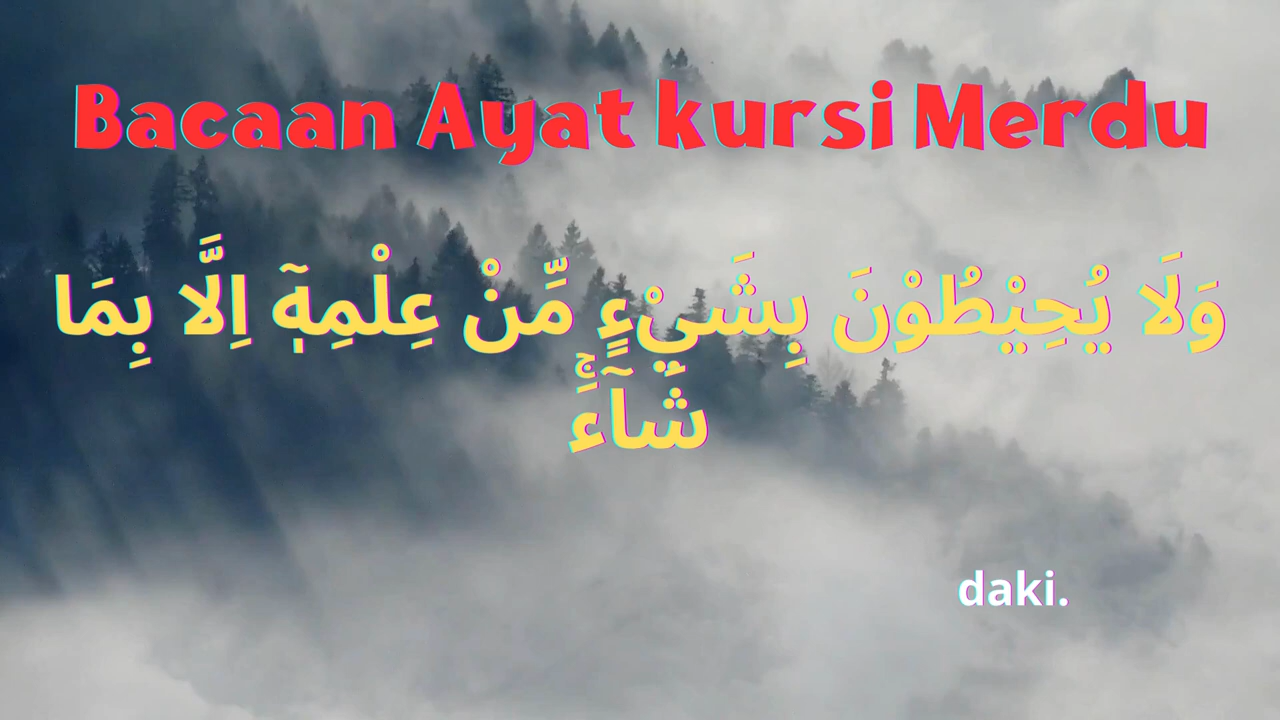 Bacaan Ayat kursi Merdu
وَلَا يُحِيْطُوْنَ بِشَيْءٍ مِّنْ عِلْمِهٖٓ اِلَّا بِمَا
شَاۤءَۚ
daki.